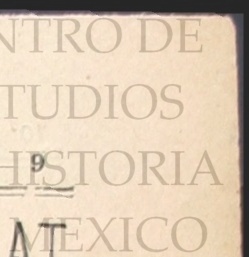 NTRO DE
TUDIOS
9
HISTORIA
MEXICO
AT